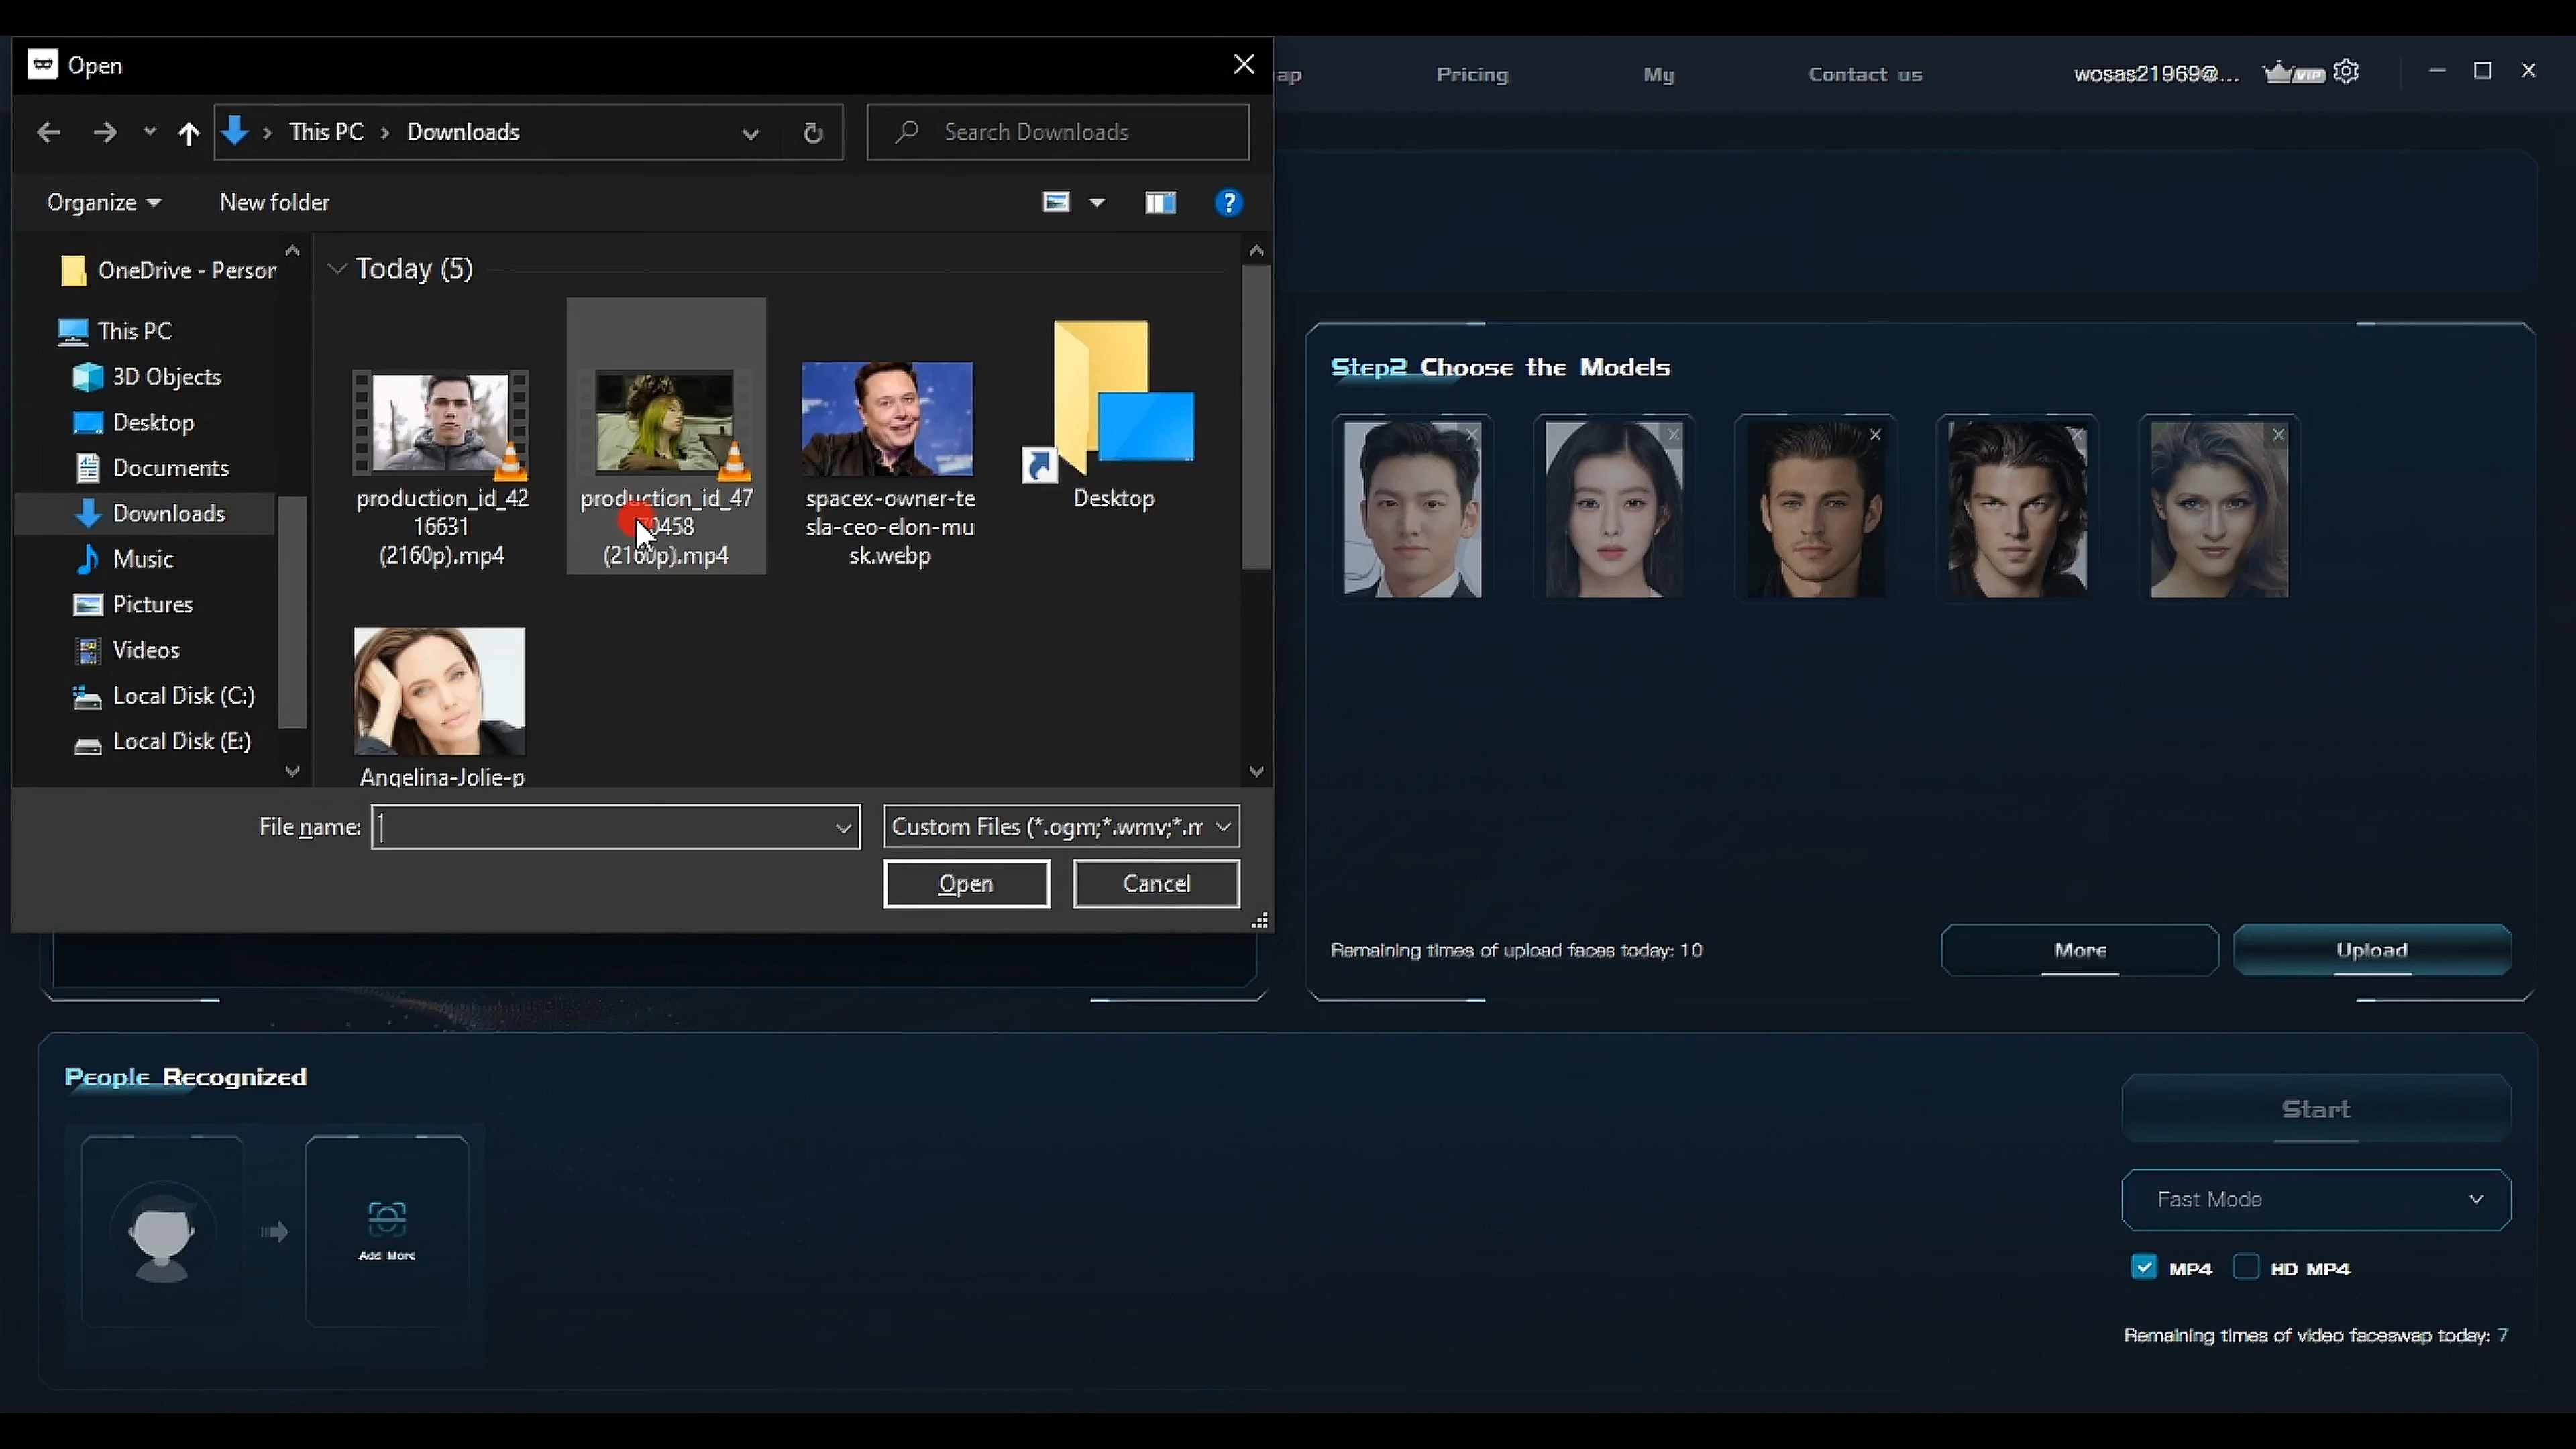 Open
ap
Pricing
My
Contact us
wosas21969@...
VIP
This PC
Downloads
Search Downloads
Organize
New folder
OneDrive - Person
This PC
3D Objects
Desktop
Documents
Downloads
Music
Pictures
Videos
Local Disk (C:)
Local Disk (E:)
Today (5)
production_id_42
16631
(2160p).mp4
production_id_47
70458
(2160p).mp4
spacex-owner-te
sla-ceo-elon-mu
sk.webp
Desktop
Angelina-Jolie-p
File name:
Custom Files (*.ogm;*.wmv;*.m
Open
Cancel
Step2 Choose the Models
Remaining times of upload faces today: 10
More
Upload
People Recognized
Add More
Start
Fast Mode
MP4
HD MP4
Remaining times of video faceswap today: 7